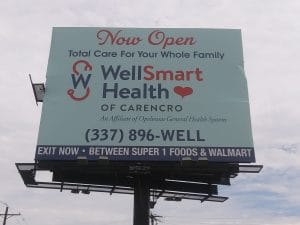 Now Open
Total Care For Your Whole Family
WellSmart
Health
OF CARENCRO
An Affiliate of Opelousas General Health System
(337) 896-WELL
EXIT NOW • BETWEEN SUPER 1 FOODS & WALMART